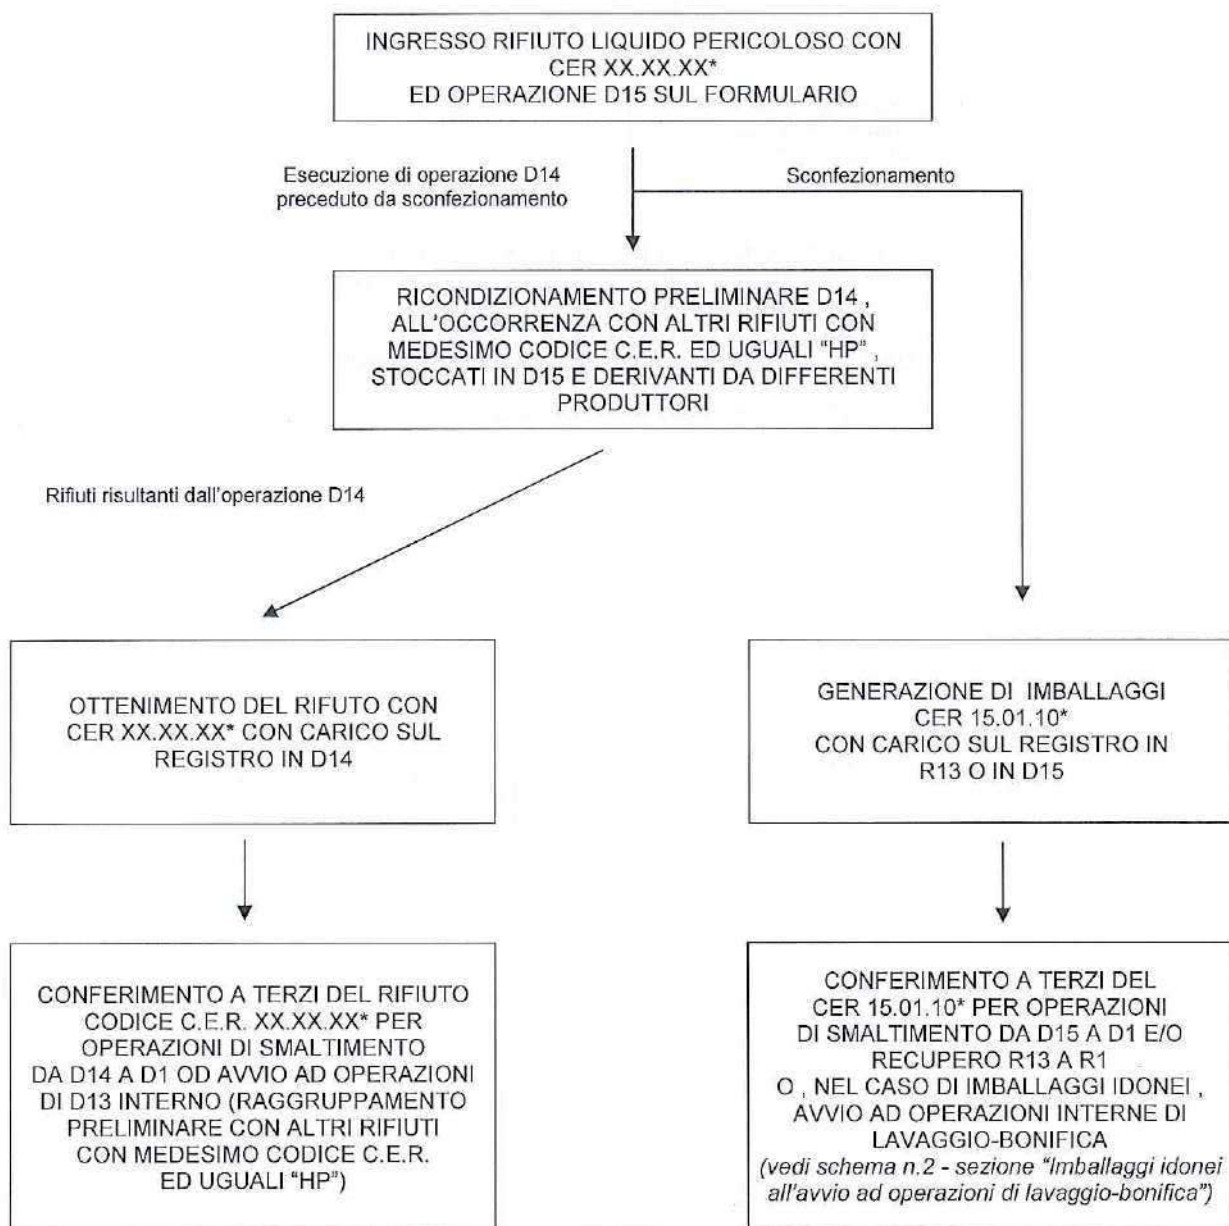 INGRESSO RIFIUTO LIQUIDO PERICOLOSO CON
CER XX.XX.XX*
ED OPERAZIONE D15 SUL FORMULARIO
Esecuzione di operazione D14
preceduto da sconfezionamento
Sconfezionamento
RICONDIZIONAMENTO PRELIMINARE D14 ,
ALL'OCCORRENZA CON ALTRI RIFIUTI CON
MEDESIMO CODICE C.E.R. ED UGUALI “HP” ,
STOCCATI IN D15 E DERIVANTI DA DIFFERENTI
PRODUTTORI
Rifiuti risultanti dall'operazione D14
OTTENIMENTO DEL RIFUTO CON
CER XX.XX.XX* CON CARICO SUL
REGISTRO IN D14
GENERAZIONE DI IMBALLAGGI
CER 15.01.10*
CON CARICO SUL REGISTRO IN
R13 O IN D15
CONFERIMENTO A TERZI DEL RIFIUTO
CODICE C.E.R. XX.XX.XX* PER
OPERAZIONI DI SMALTIMENTO
DA D14 A D1 OD AVVIO AD OPERAZIONI
DI D13 INTERNO (RAGGRUPPAMENTO
PRELIMINARE CON ALTRI RIFIUTI
CON MEDESIMO CODICE C.E.R.
ED UGUALI “HP”)
CONFERIMENTO A TERZI DEL
CER 15.01.10* PER OPERAZIONI
DI SMALTIMENTO DA D15 A D1 E/O
RECUPERO R13 A R1
O , NEL CASO DI IMBALLAGGI IDONEI ,
AVVIO AD OPERAZIONI INTERNE DI
LAVAGGIO-BONIFICA
(vedi schema n.2 - sezione “Imballaggi idonei
all'avvio ad operazioni di lavaggio-bonifica”)